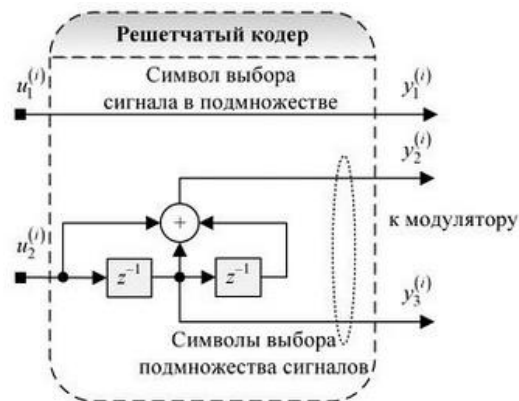 Решетчатый кодер
Символ выбора
сигнала в подмножестве
u₁⁽ⁱ⁾
y₁⁽ⁱ⁾
y₂⁽ⁱ⁾
+
к модулятору
u₂⁽ⁱ⁾
z⁻¹ z⁻¹
y₃⁽ⁱ⁾
Символы выбора
подмножества сигналов